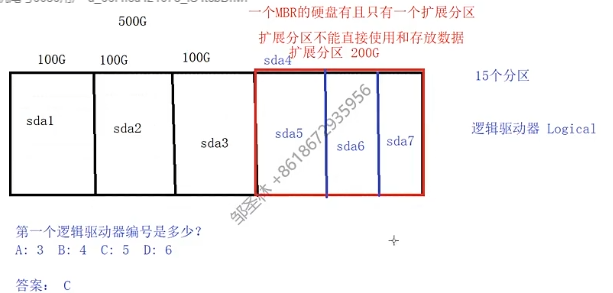 一个MBR的硬盘有且只有一个扩展分区
500G
扩展分区不能直接使用和存放数据
扩展分区 200G
100G 100G 100G
sda4
15个分区
sda1 sda2 sda3 sda5 sda6 sda7
逻辑驱动器 Logical
邹圣林 +8618672935956
第一个逻辑驱动器编号是多少?
A: 3 B: 4 C: 5 D: 6
答案: C